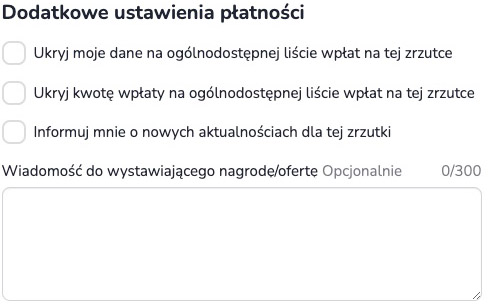 Dodatkowe ustawienia płatności
Ukryj moje dane na ogólnodostępnej liście wpłat na tej zrzutce
Ukryj kwotę wpłaty na ogólnodostępnej liście wpłat na tej zrzutce
Informuj mnie o nowych aktualnościach dla tej zrzutki
Wiadomość do wystawiającego nagrodę/ofertę Opcjonalnie 0/300